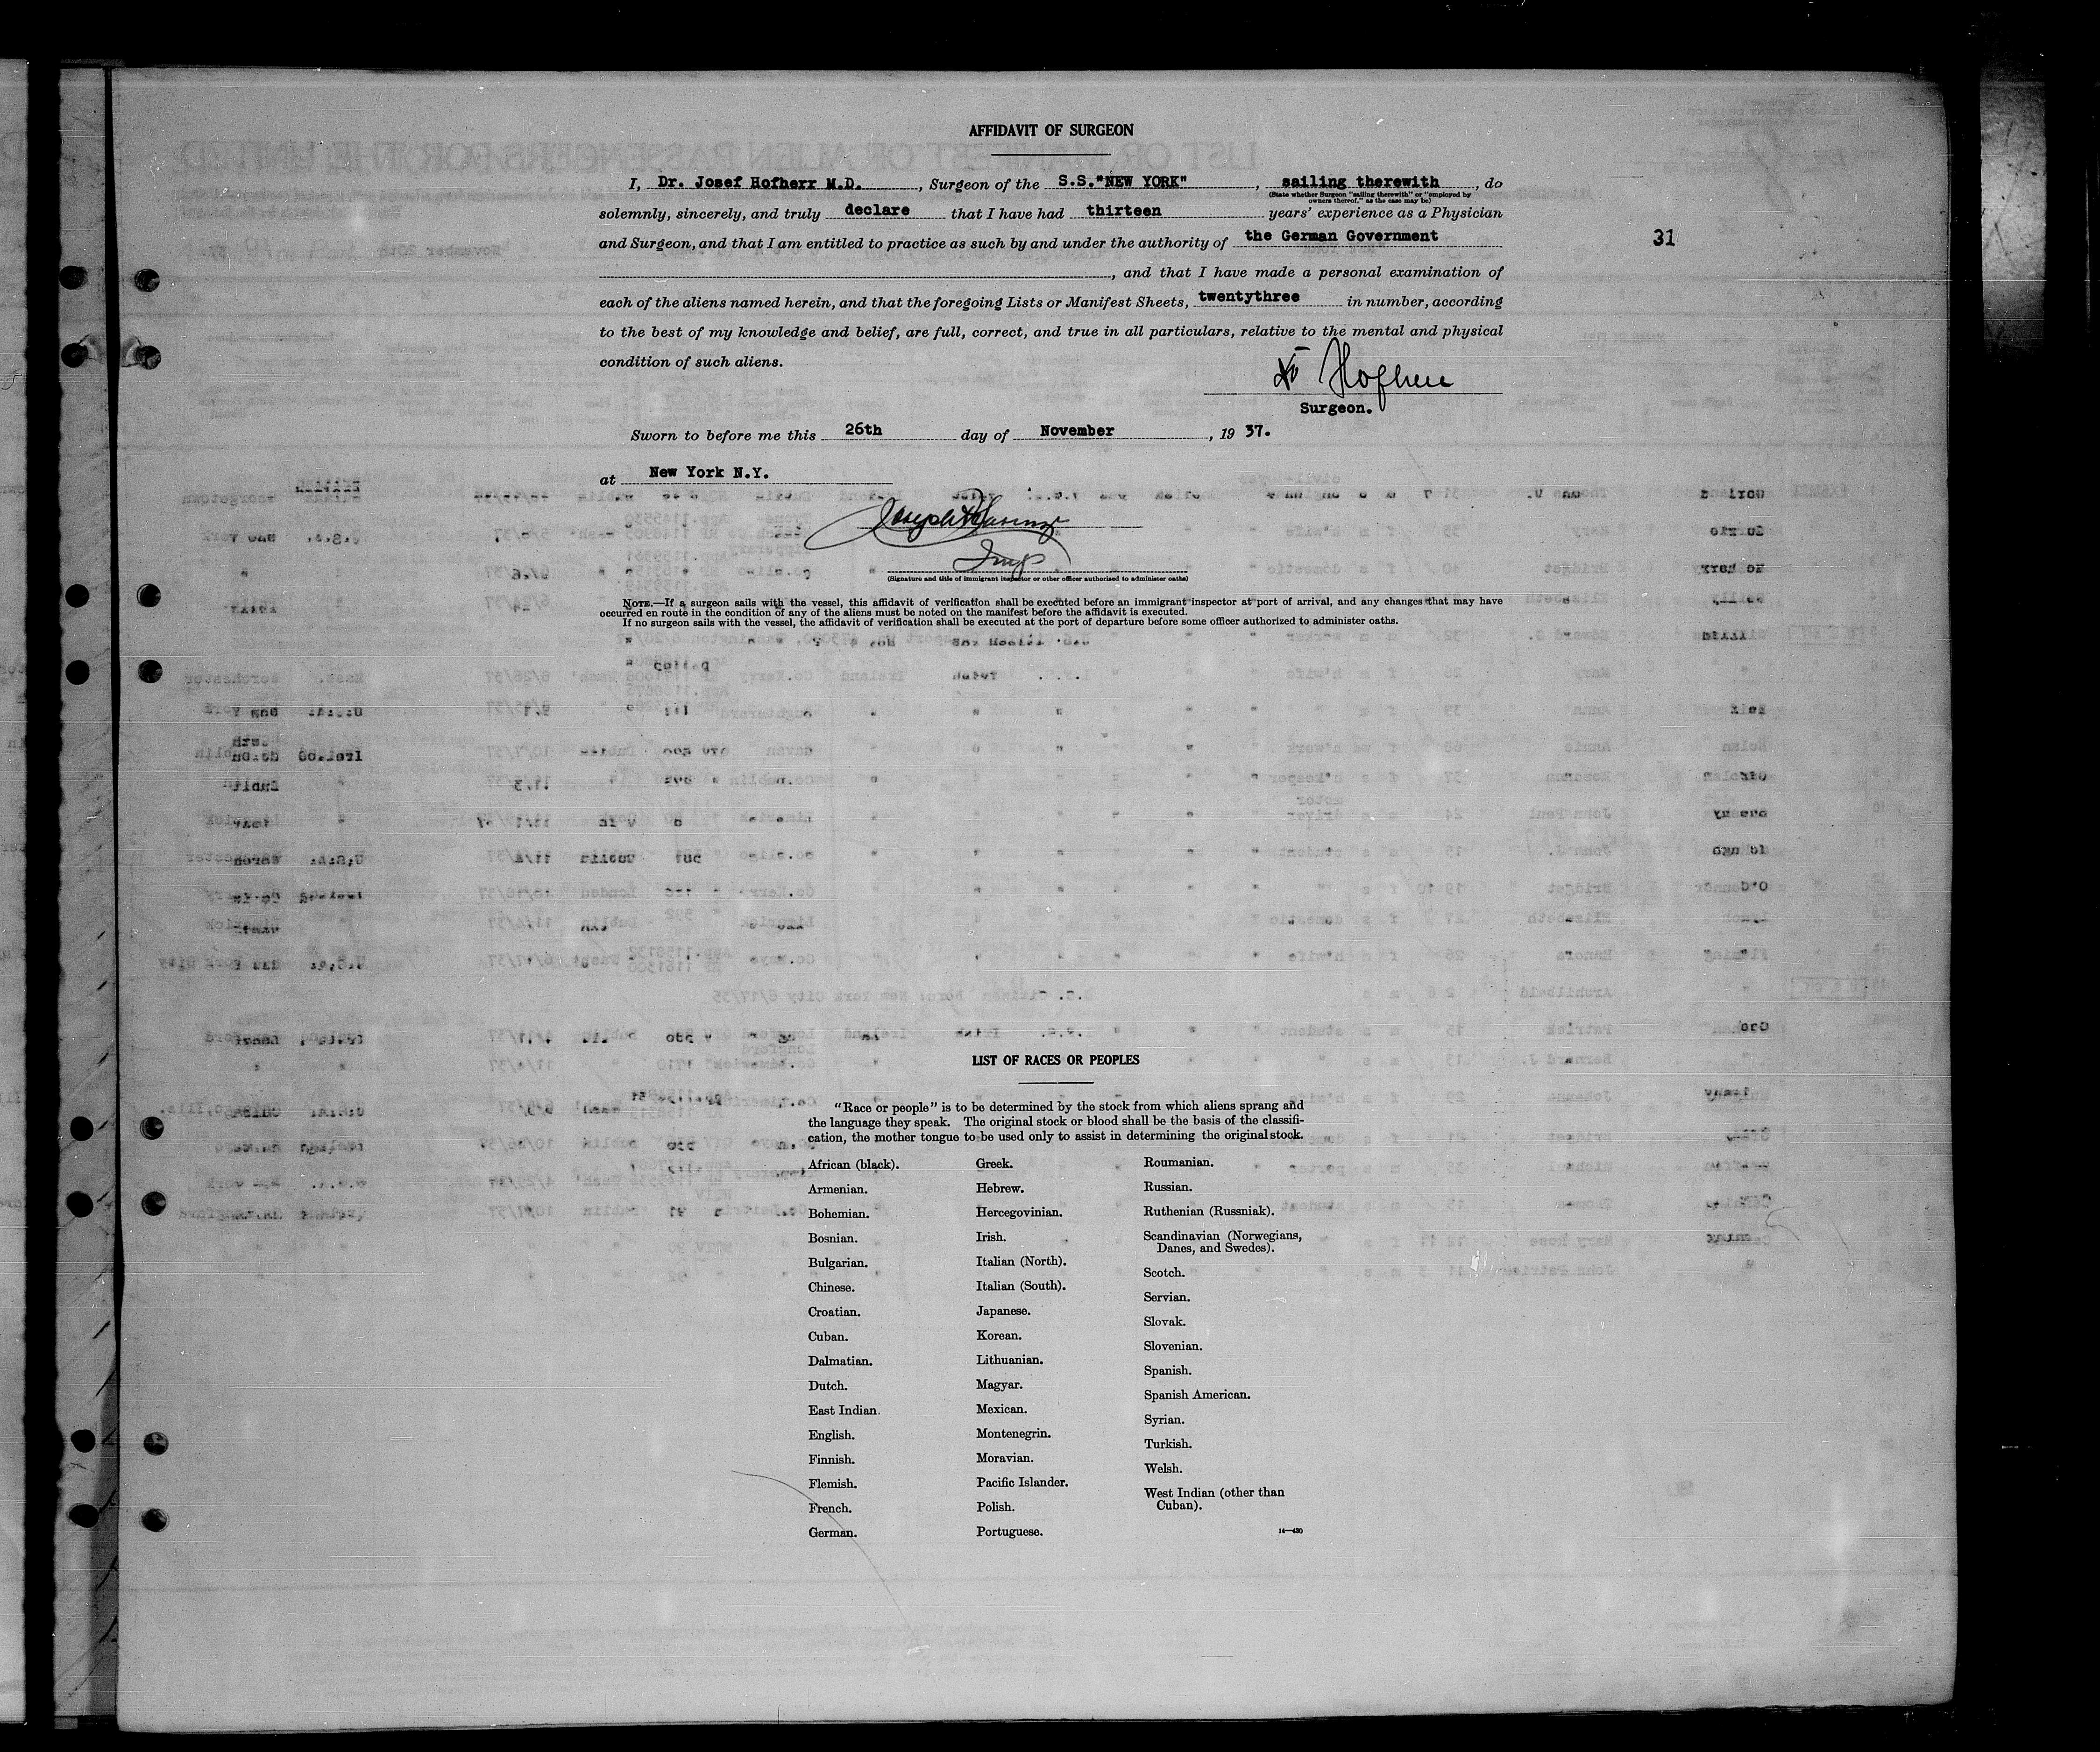 AFFIDAVIT OF SURGEON
I, Dr. Josef Hofherr M.D., Surgeon of the S.S."NEW YORK", sailing therewith, do
(State whether Surgeon "sailing therewith" or "employed by
owners thereof," as the case may be)
solemnly, sincerely, and truly declare that I have had thirteen years' experience as a Physician
and Surgeon, and that I am entitled to practice as such by and under the authority of the German Government
31
, and that I have made a personal examination of
each of the aliens named herein, and that the foregoing Lists or Manifest Sheets, twentythree in number, according
to the best of my knowledge and belief, are full, correct, and true in all particulars, relative to the mental and physical
condition of such aliens.
Hofherr
Surgeon.
Sworn to before me this 26th day of November, 19 37.
at New York N.Y.
Joseph
Insp
(Signature and title of immigrant inspector or other officer authorized to administer oaths)
NOTE.—If a surgeon sails with the vessel, this affidavit of verification shall be executed before an immigrant inspector at port of arrival, and any changes that may have
occurred en route in the condition of any of the aliens must be noted on the manifest before the affidavit is executed.
If no surgeon sails with the vessel, the affidavit of verification shall be executed at the port of departure before some officer authorized to administer oaths.
LIST OF RACES OR PEOPLES
"Race or people" is to be determined by the stock from which aliens sprang and
the language they speak. The original stock or blood shall be the basis of the classifi-
cation, the mother tongue to be used only to assist in determining the original stock.
African (black).
Armenian.
Bohemian.
Bosnian.
Bulgarian.
Chinese.
Croatian.
Cuban.
Dalmatian.
Dutch.
East Indian.
English.
Finnish.
Flemish.
French.
German.
Greek.
Hebrew.
Hercegovinian.
Irish.
Italian (North).
Italian (South).
Japanese.
Korean.
Lithuanian.
Magyar.
Mexican.
Montenegrin.
Moravian.
Pacific Islander.
Polish.
Portuguese.
Roumanian.
Russian.
Ruthenian (Russniak).
Scandinavian (Norwegians,
Danes, and Swedes).
Scotch.
Servian.
Slovak.
Slovenian.
Spanish.
Spanish American.
Syrian.
Turkish.
Welsh.
West Indian (other than
Cuban).
14—430